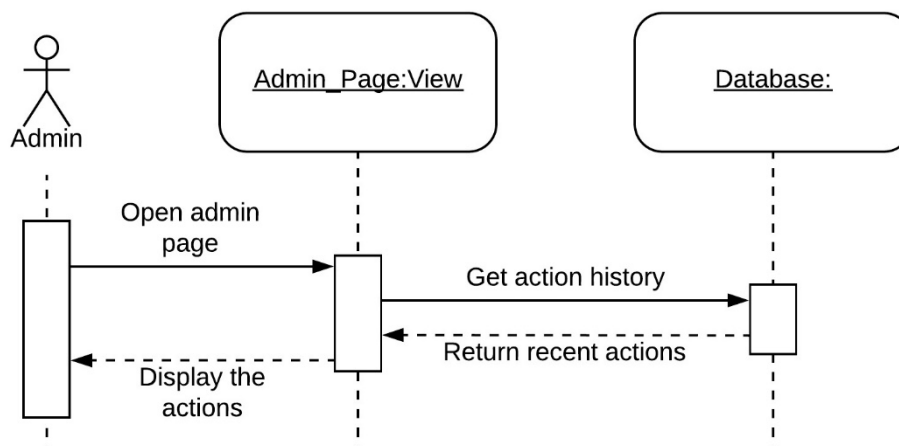 Admin_Page:View
Database:
Admin
Open admin
page
Get action history
Return recent actions
Display the
actions